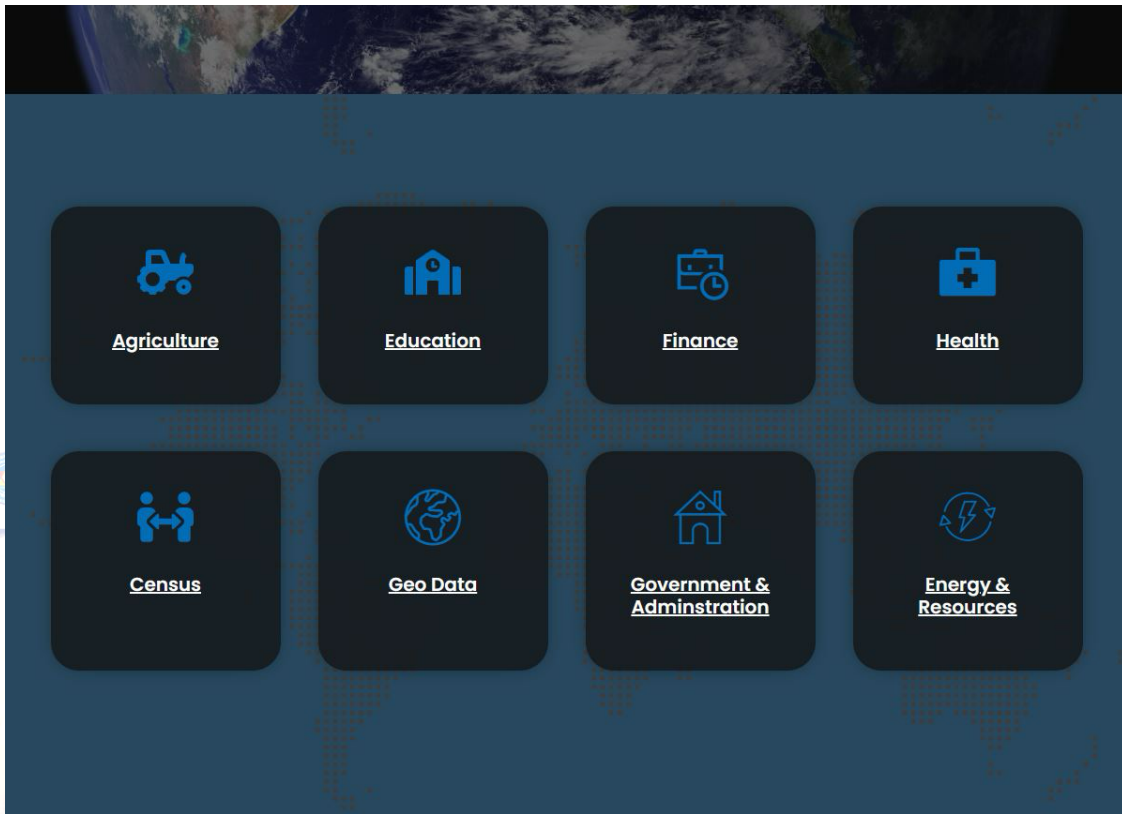 Agriculture
Education
Finance
Health
Census
Geo Data
Government &
Adminstration
Energy &
Resources